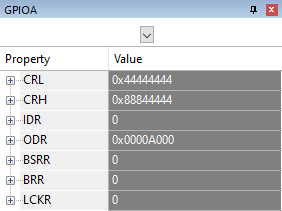 GPIOA
Property Value
CRL 0x44444444
CRH 0x88844444
IDR 0
ODR 0x0000A000
BSRR 0
BRR 0
LCKR 0